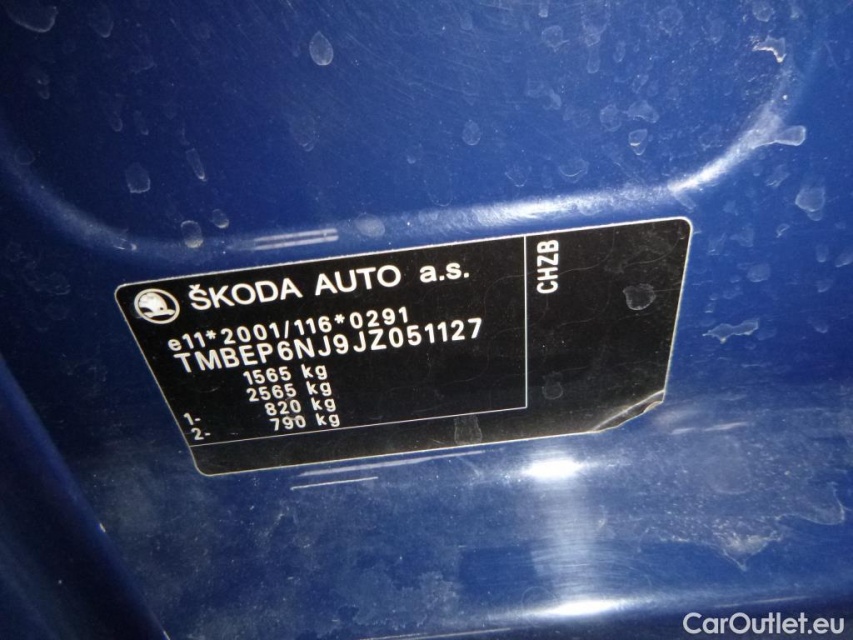 ŠKODA AUTO a.s.
e11*2001/116*0291
TMBEP6NJ9JZ051127
1565 kg
2565 kg
1- 820 kg
2- 790 kg
CHZB
CarOutlet.eu